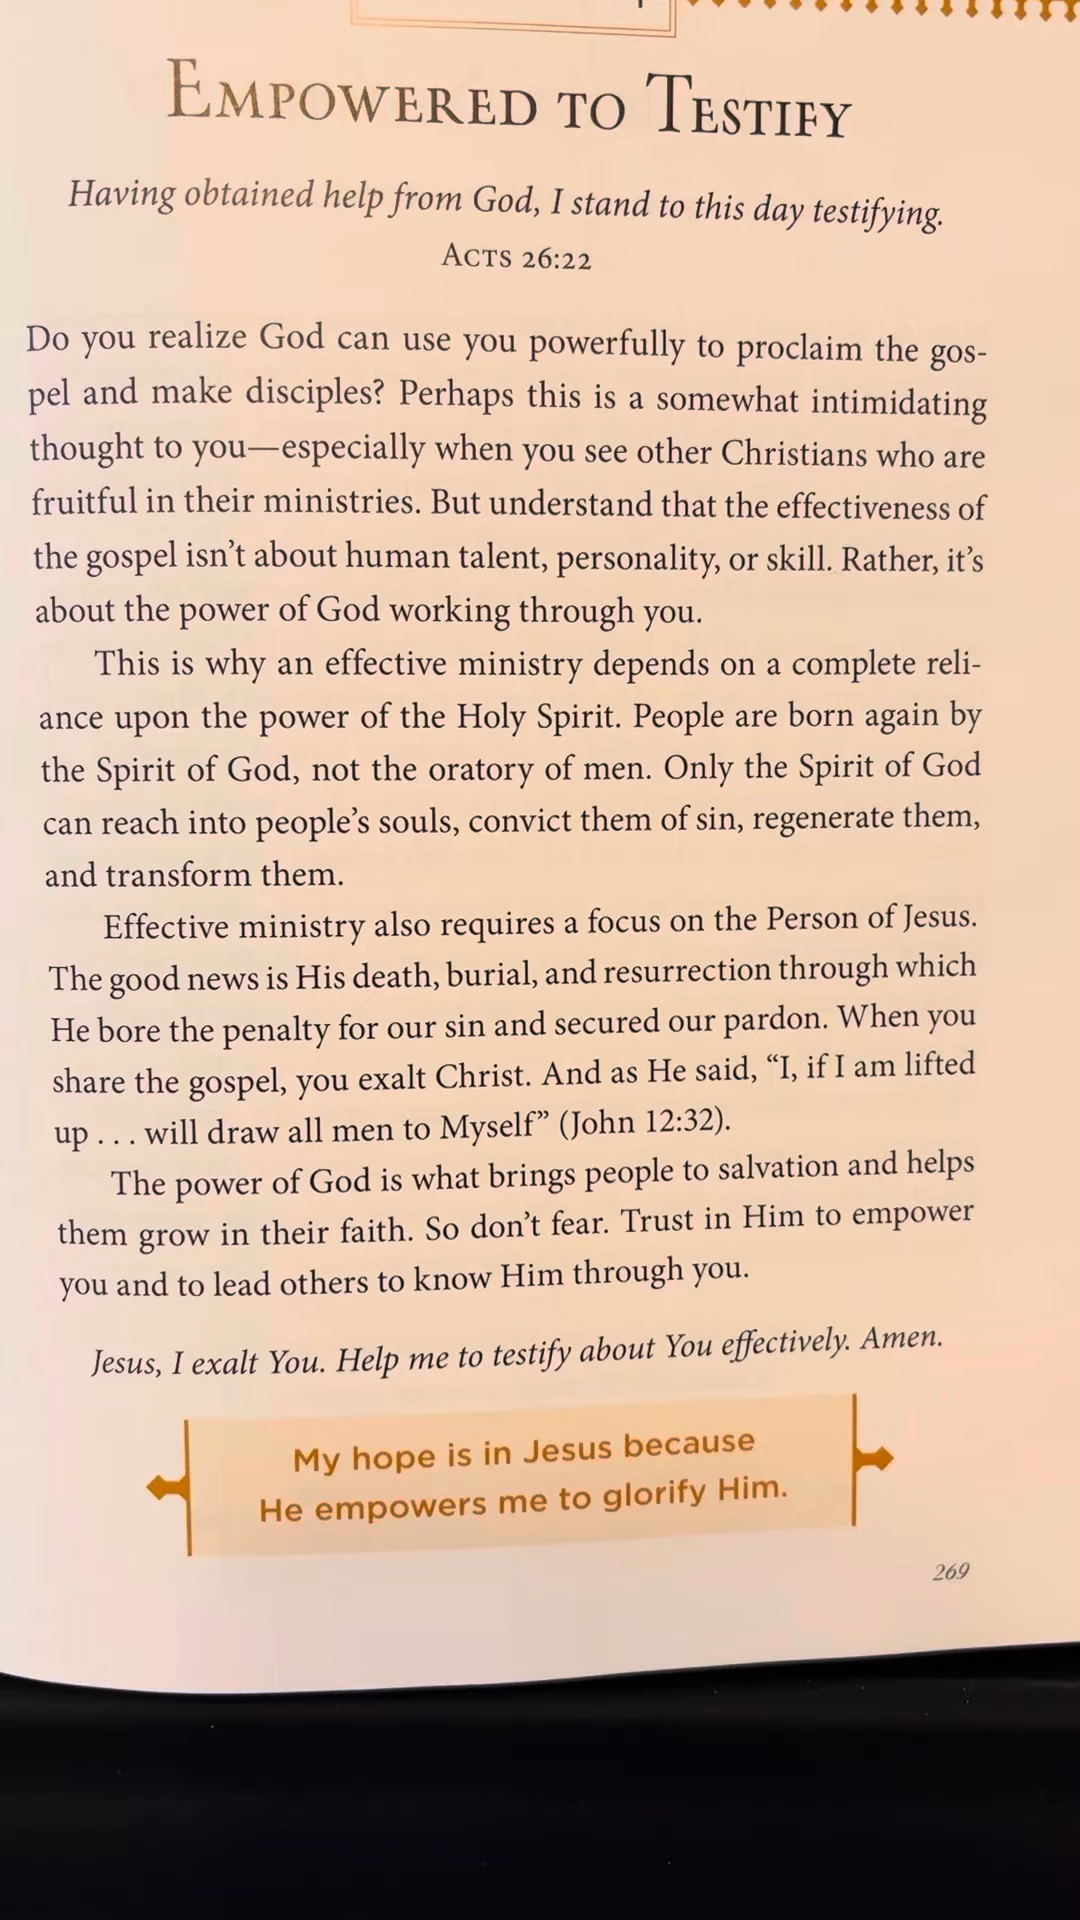 EMPOWERED TO TESTIFY
Having obtained help from God, I stand to this day testifying.
ACTS 26:22
Do you realize God can use you powerfully to proclaim the gos-
pel and make disciples? Perhaps this is a somewhat intimidating
thought to you—especially when you see other Christians who are
fruitful in their ministries. But understand that the effectiveness of
the gospel isn’t about human talent, personality, or skill. Rather, it’s
about the power of God working through you.
This is why an effective ministry depends on a complete reli-
ance upon the power of the Holy Spirit. People are born again by
the Spirit of God, not the oratory of men. Only the Spirit of God
can reach into people’s souls, convict them of sin, regenerate them,
and transform them.
Effective ministry also requires a focus on the Person of Jesus.
The good news is His death, burial, and resurrection through which
He bore the penalty for our sin and secured our pardon. When you
share the gospel, you exalt Christ. And as He said, “I, if I am lifted
up . . . will draw all men to Myself” (John 12:32).
The power of God is what brings people to salvation and helps
them grow in their faith. So don’t fear. Trust in Him to empower
you and to lead others to know Him through you.
Jesus, I exalt You. Help me to testify about You effectively. Amen.
My hope is in Jesus because
He empowers me to glorify Him.
269